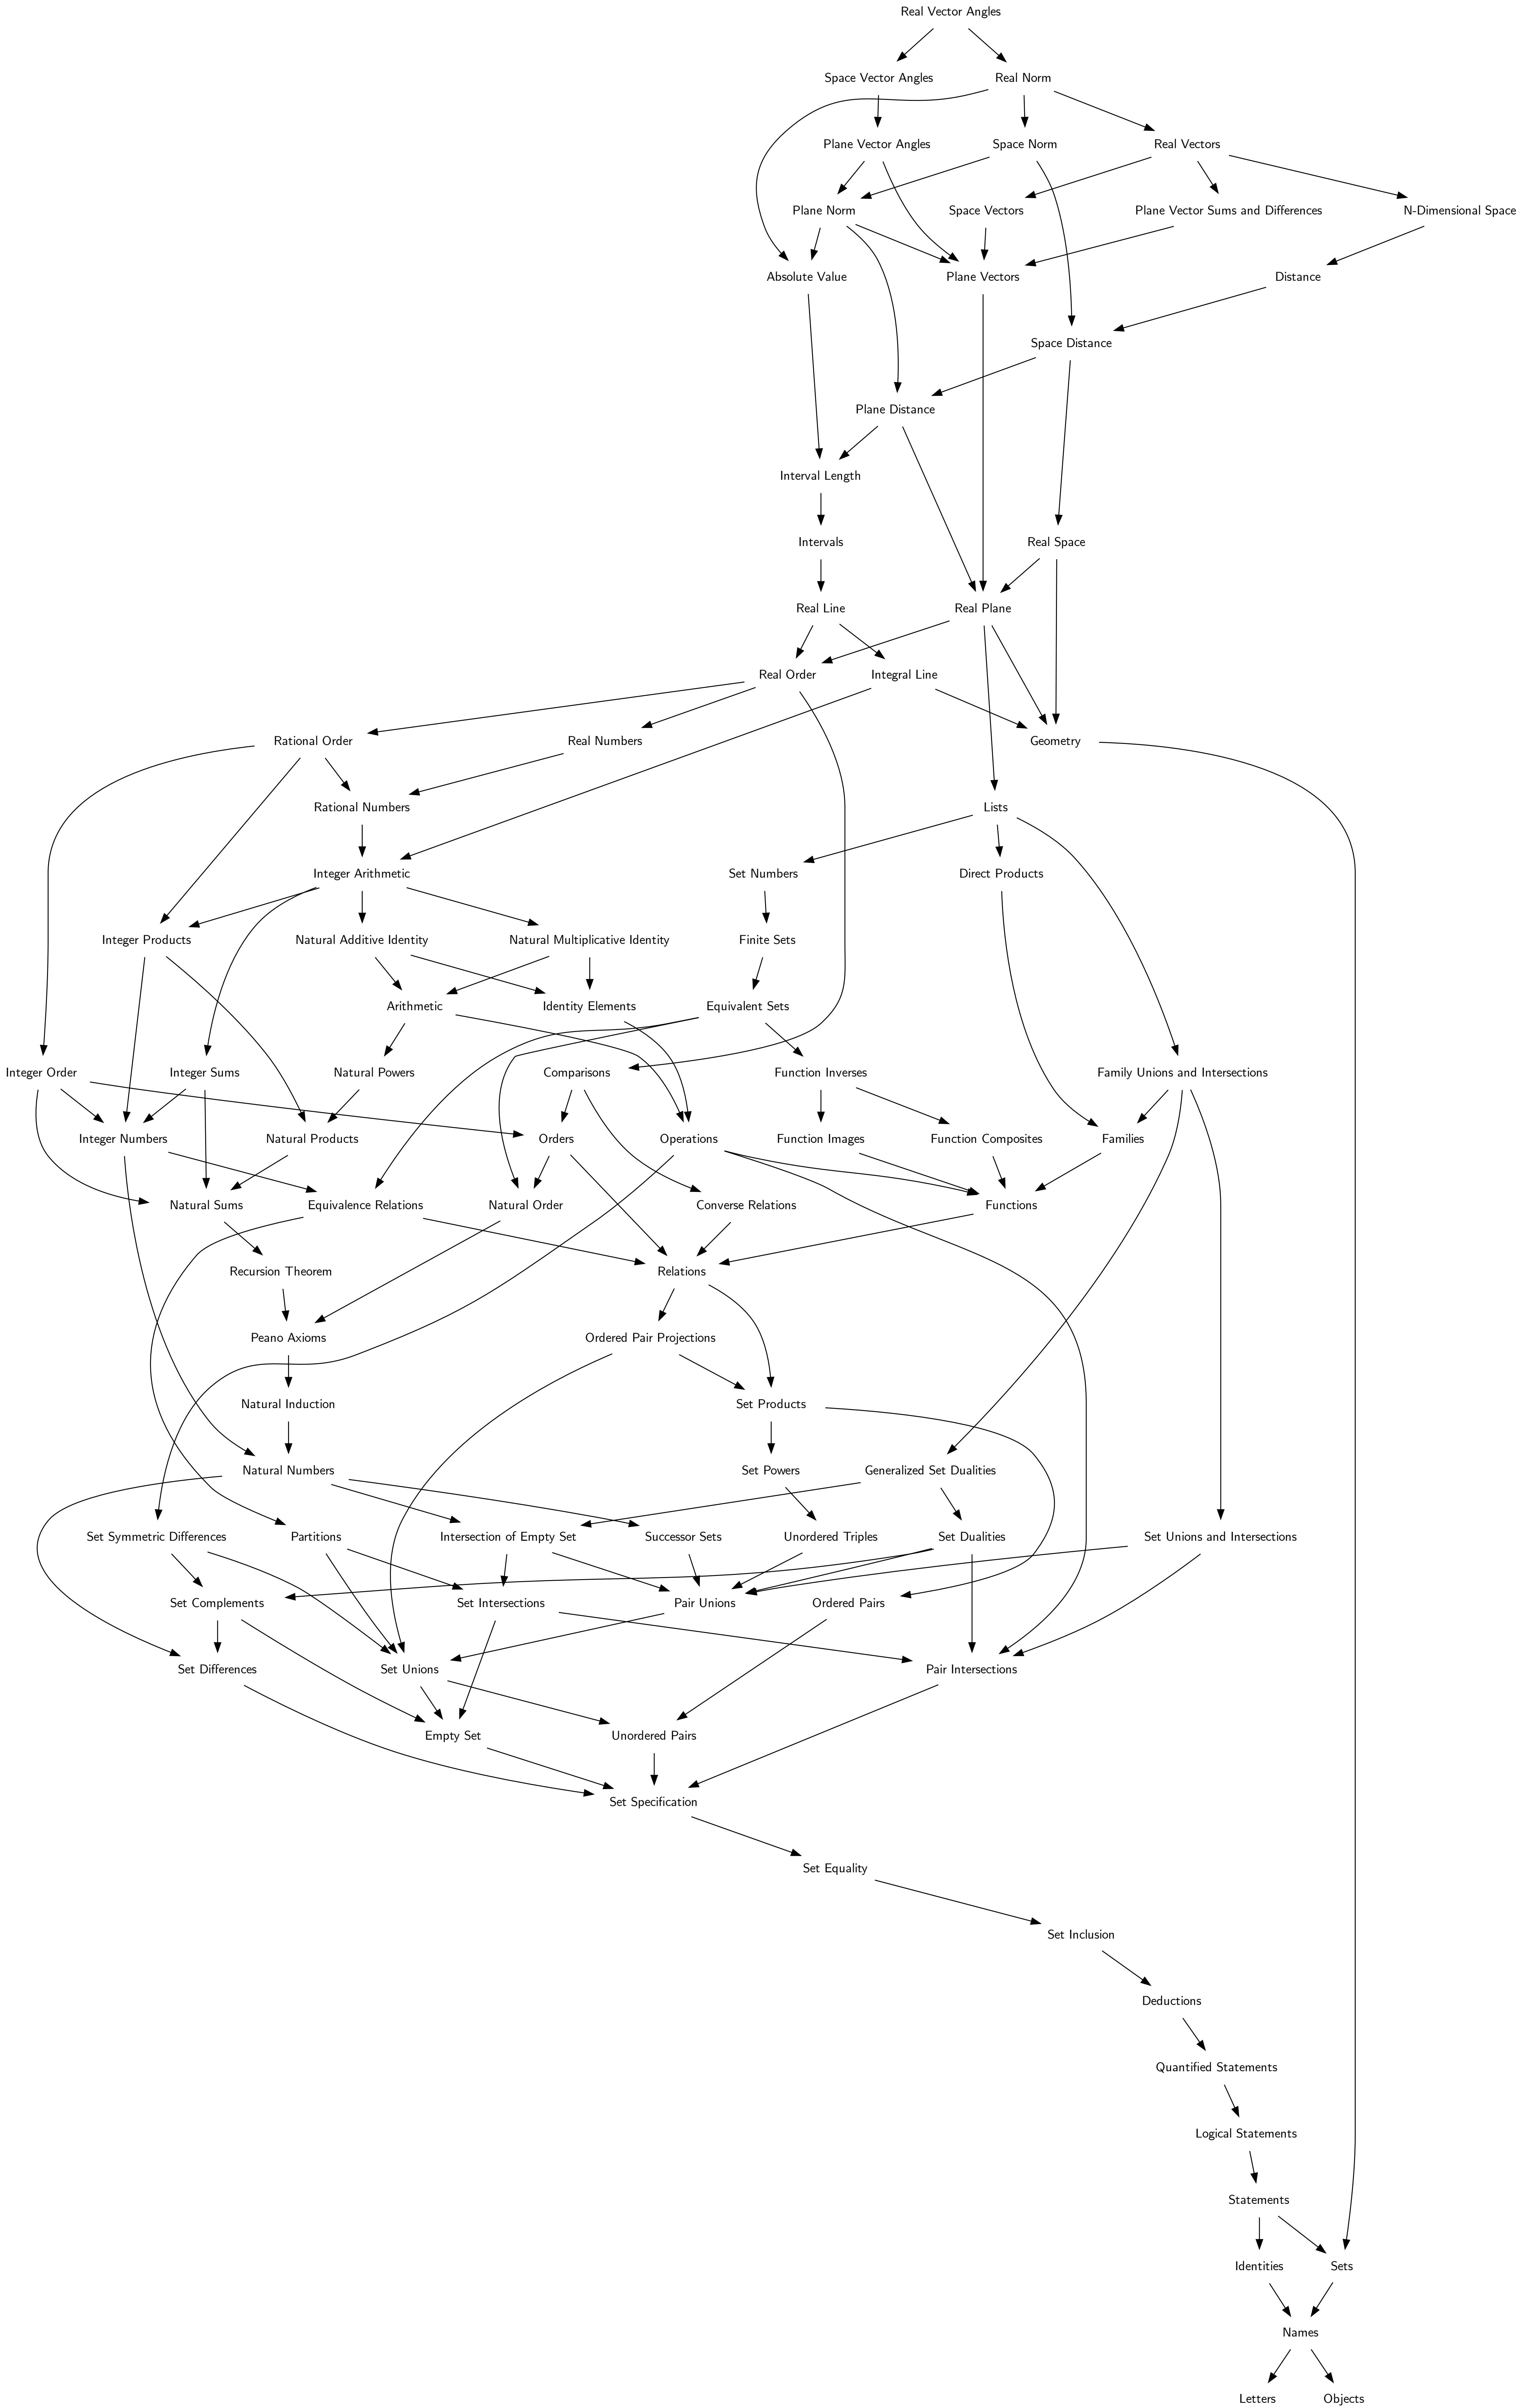 Real Vector Angles
Space Vector Angles
Real Norm
Plane Vector Angles
Space Norm
Real Vectors
Plane Norm
Space Vectors
Plane Vector Sums and Differences
N-Dimensional Space
Absolute Value
Plane Vectors
Distance
Space Distance
Plane Distance
Interval Length
Intervals
Real Space
Real Line
Real Plane
Real Order
Integral Line
Rational Order
Real Numbers
Geometry
Rational Numbers
Lists
Integer Arithmetic
Set Numbers
Direct Products
Integer Products
Natural Additive Identity
Natural Multiplicative Identity
Finite Sets
Arithmetic
Identity Elements
Equivalent Sets
Integer Order
Integer Sums
Natural Powers
Comparisons
Function Inverses
Family Unions and Intersections
Integer Numbers
Natural Products
Orders
Operations
Function Images
Function Composites
Families
Natural Sums
Equivalence Relations
Natural Order
Converse Relations
Functions
Recursion Theorem
Relations
Peano Axioms
Ordered Pair Projections
Natural Induction
Set Products
Natural Numbers
Set Powers
Generalized Set Dualities
Set Symmetric Differences
Partitions
Intersection of Empty Set
Successor Sets
Unordered Triples
Set Dualities
Set Unions and Intersections
Set Complements
Set Intersections
Pair Unions
Ordered Pairs
Set Differences
Set Unions
Pair Intersections
Empty Set
Unordered Pairs
Set Specification
Set Equality
Set Inclusion
Deductions
Quantified Statements
Logical Statements
Statements
Identities
Sets
Names
Letters
Objects